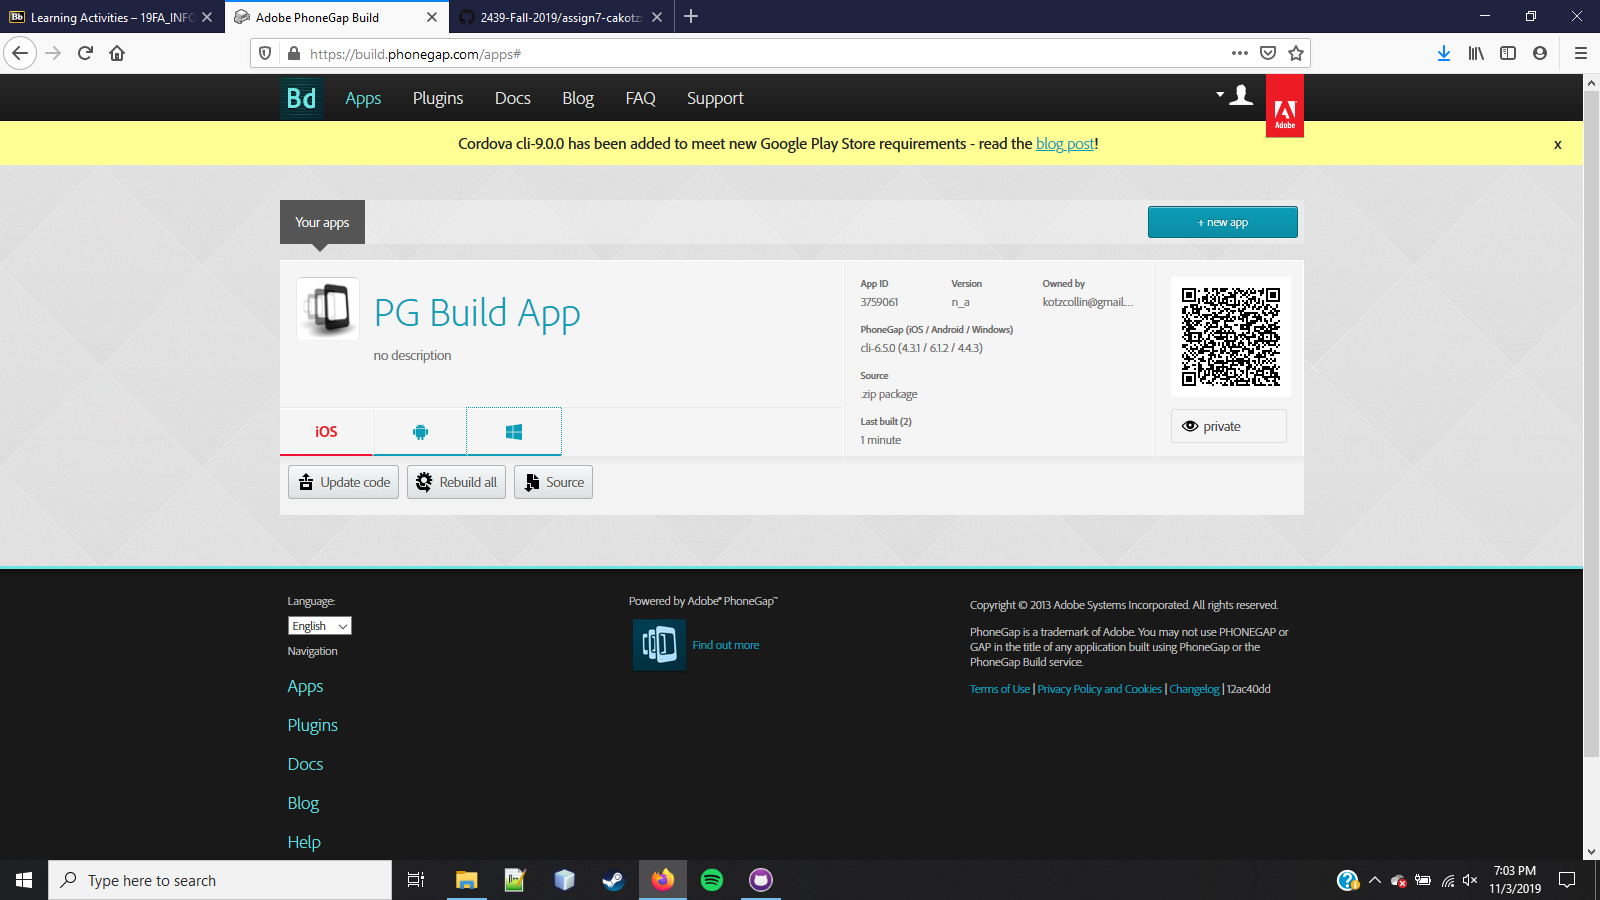 Bb Learning Activities – 19FA_INFO
Adobe PhoneGap Build
2439-Fall-2019/assign7-cakotz
https://build.phonegap.com/apps#
Bd Apps Plugins Docs Blog FAQ Support
Adobe
Cordova cli-9.0.0 has been added to meet new Google Play Store requirements - read the blog post!
x
Your apps
+ new app
PG Build App
no description
App ID Version Owned by
3759061 n_a kotzcollin@gmail....
PhoneGap (iOS / Android / Windows)
cli-6.5.0 (4.3.1 / 6.1.2 / 4.4.3)
Source
.zip package
Last built (2)
1 minute
private
iOS
Update code Rebuild all Source
Language:
English
Navigation
Apps
Plugins
Docs
Blog
Help
Powered by Adobe® PhoneGap™
Find out more
Copyright © 2013 Adobe Systems Incorporated. All rights reserved.
PhoneGap is a trademark of Adobe. You may not use PHONEGAP or
GAP in the title of any application built using PhoneGap or the
PhoneGap Build service.
Terms of Use | Privacy Policy and Cookies | Changelog | 12ac40dd
Type here to search
7:03 PM
11/3/2019